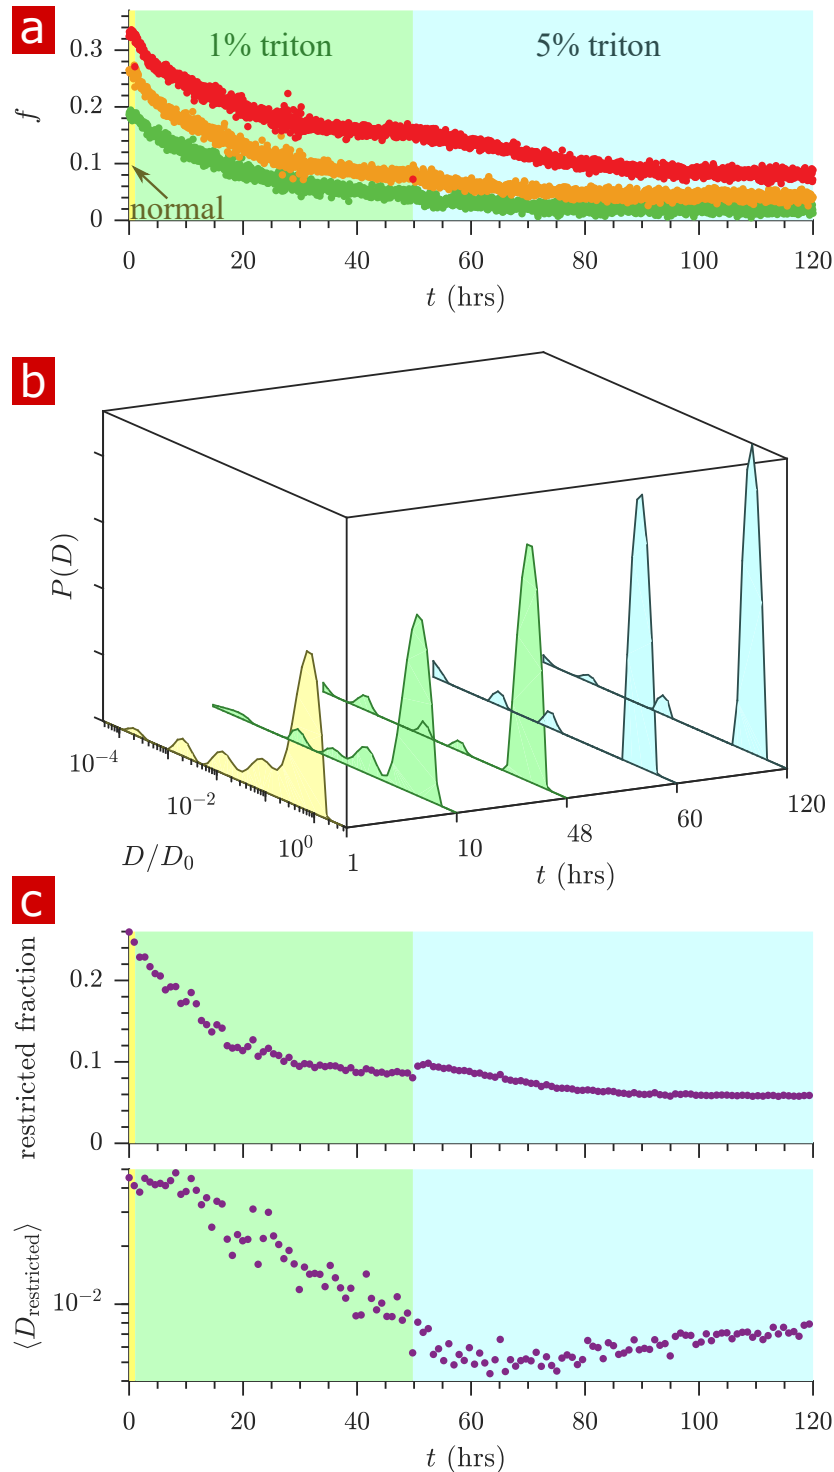 a
1% triton
5% triton
f
0.3
0.2
0.1
0
normal
0 20 40 60 80 100 120
t (hrs)
b
P(D)
10⁻⁴
10⁻²
10⁰
D/D₀
1
10
48
60
120
t (hrs)
c
restricted fraction
0.2
0.1
0
⟨D_restricted⟩
10⁻²
0 20 40 60 80 100 120
t (hrs)